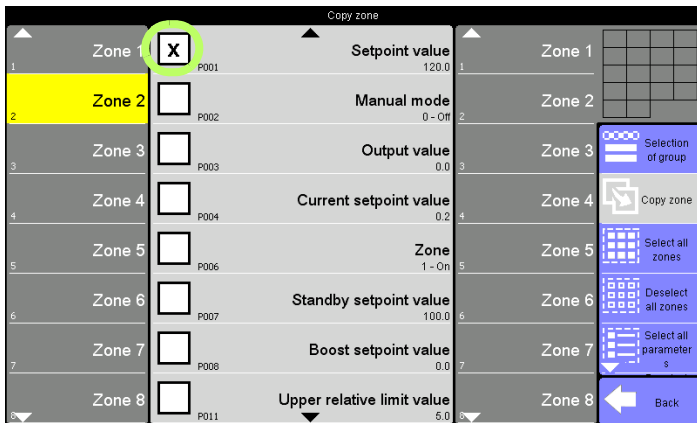 Copy zone
Zone 1
1
Zone 2
2
Zone 3
3
Zone 4
4
Zone 5
5
Zone 6
6
Zone 7
7
Zone 8
8
X
Setpoint value
P001
120.0
Manual mode
P002
0 - Off
Output value
P003
0.0
Current setpoint value
P004
0.2
Zone
P006
1 - On
Standby setpoint value
P007
100.0
Boost setpoint value
P008
0.0
Upper relative limit value
P011
5.0
Zone 1
1
Zone 2
2
Zone 3
3
Zone 4
4
Zone 5
5
Zone 6
6
Zone 7
7
Zone 8
8
Selection
of group
Copy zone
Select all
zones
Deselect
all zones
Select all
parameter
s
Back